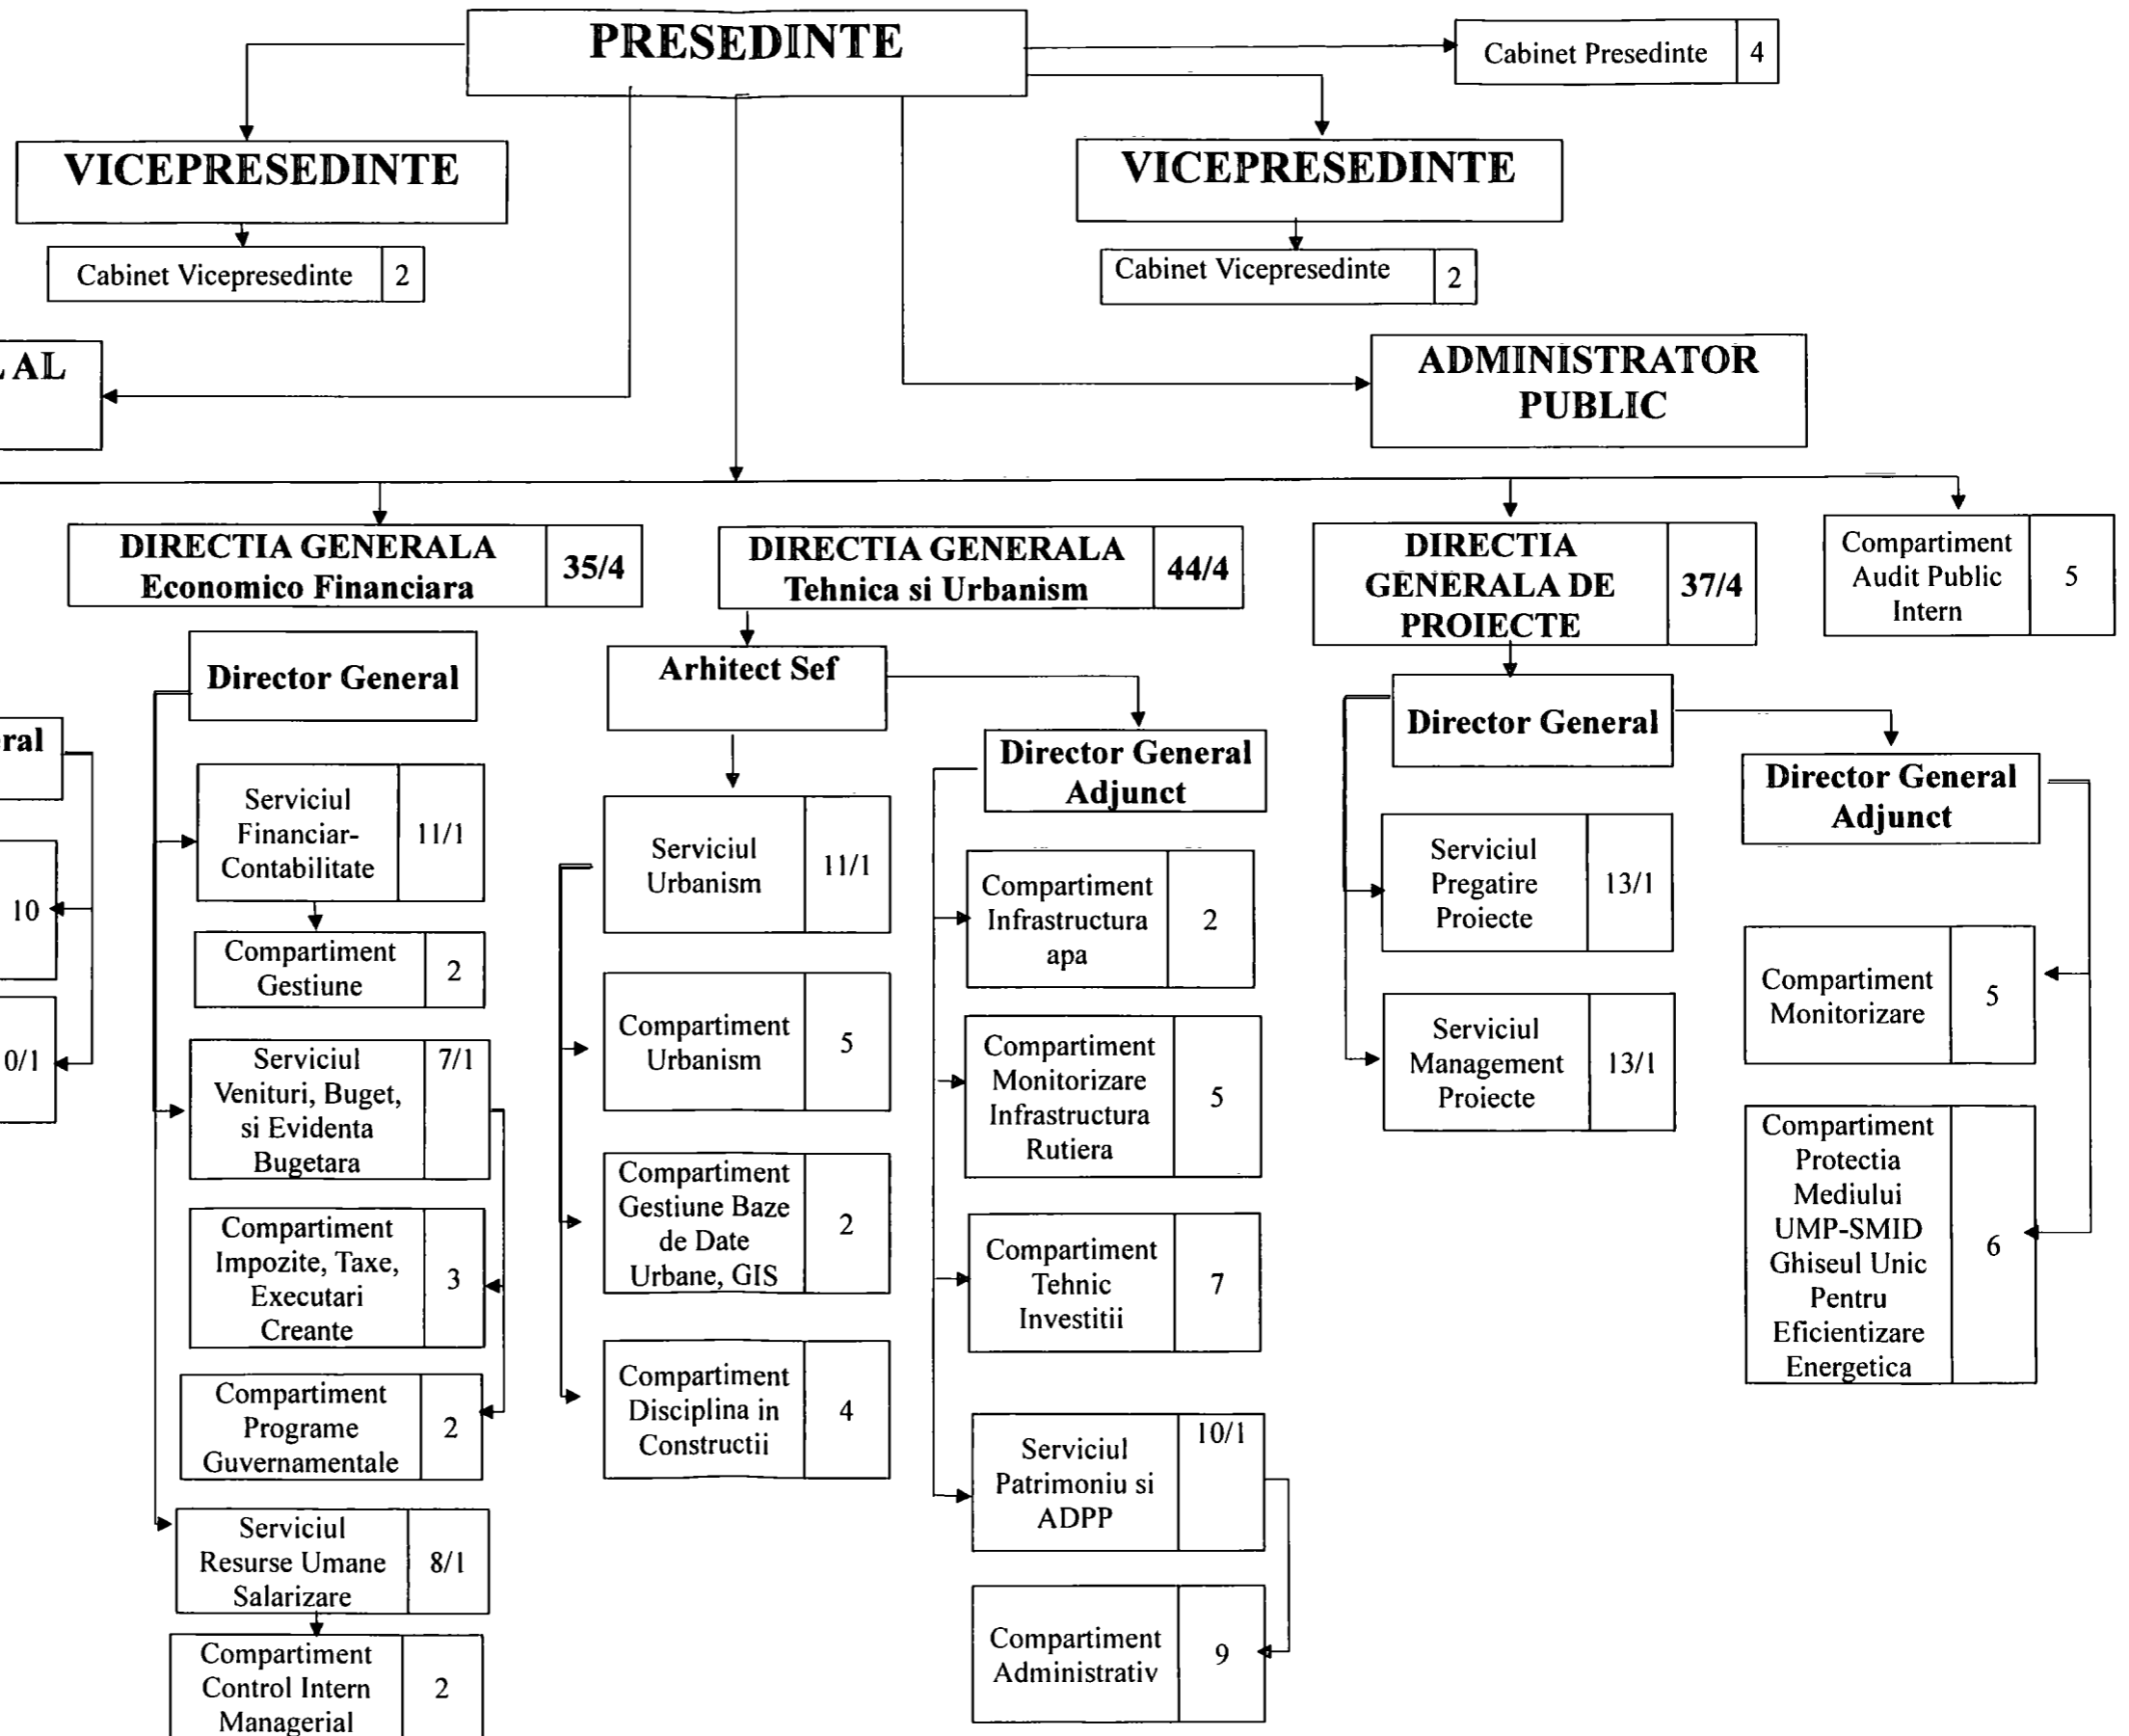 PRESEDINTE
Cabinet Presedinte 4
VICEPRESEDINTE
Cabinet Vicepresedinte 2
VICEPRESEDINTE
Cabinet Vicepresedinte 2
AL
ADMINISTRATOR
PUBLIC
DIRECTIA GENERALA
Economico Financiara
35/4
DIRECTIA GENERALA
Tehnica si Urbanism
44/4
DIRECTIA
GENERALA DE
PROIECTE
37/4
Compartiment
Audit Public
Intern
5
ral
10
0/1
Director General
Serviciul
Financiar-
Contabilitate
11/1
Compartiment
Gestiune
2
Serviciul
Venituri, Buget,
si Evidenta
Bugetara
7/1
Compartiment
Impozite, Taxe,
Executari
Creante
3
Compartiment
Programe
Guvernamentale
2
Serviciul
Resurse Umane
Salarizare
8/1
Compartiment
Control Intern
Managerial
2
Arhitect Sef
Serviciul
Urbanism
11/1
Compartiment
Urbanism
5
Compartiment
Gestiune Baze
de Date
Urbane, GIS
2
Compartiment
Disciplina in
Constructii
4
Director General
Adjunct
Compartiment
Infrastructura
apa
2
Compartiment
Monitorizare
Infrastructura
Rutiera
5
Compartiment
Tehnic
Investitii
7
Serviciul
Patrimoniu si
ADPP
10/1
Compartiment
Administrativ
9
Director General
Serviciul
Pregatire
Proiecte
13/1
Serviciul
Management
Proiecte
13/1
Director General
Adjunct
Compartiment
Monitorizare
5
Compartiment
Protectia
Mediului
UMP-SMID
Ghiseul Unic
Pentru
Eficientizare
Energetica
6